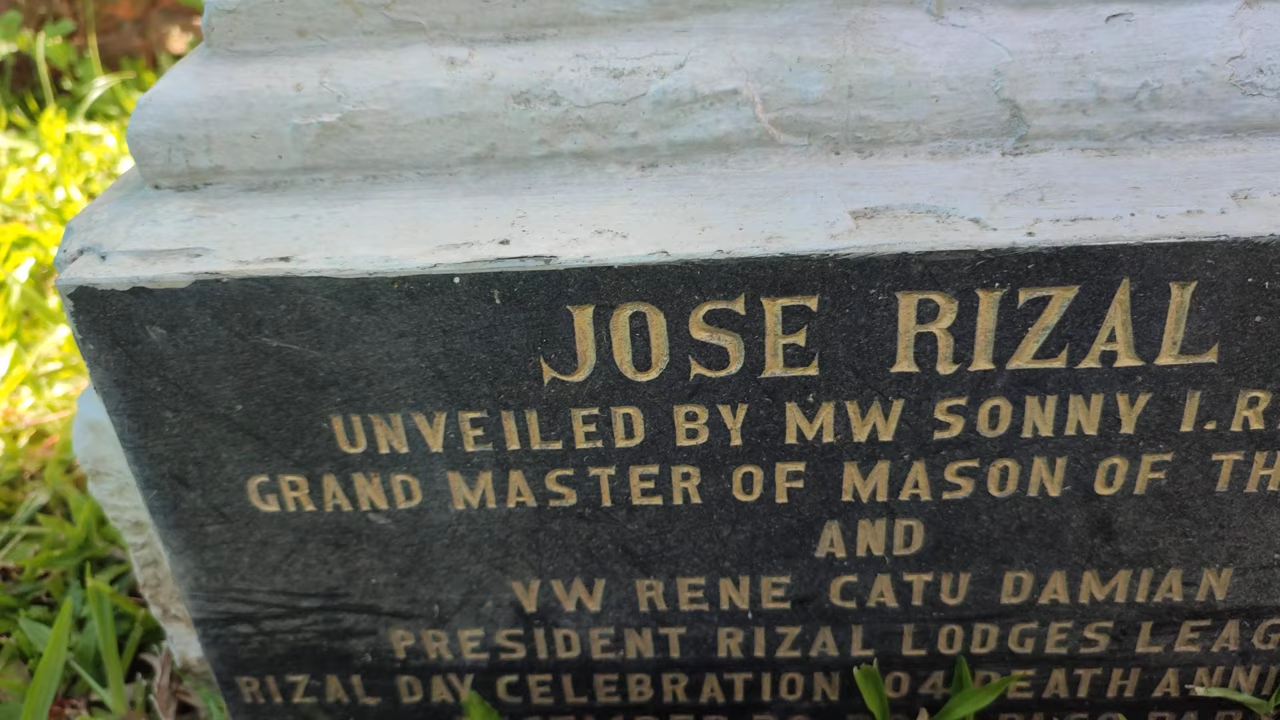 JOSE RIZAL
UNVEILED BY MW SONNY I.R
GRAND MASTER OF MASON OF TH
AND
VW RENE CATU DAMIAN
PRESIDENT RIZAL LODGES LEAG
RIZAL DAY CELEBRATION 04 DEATH ANNI